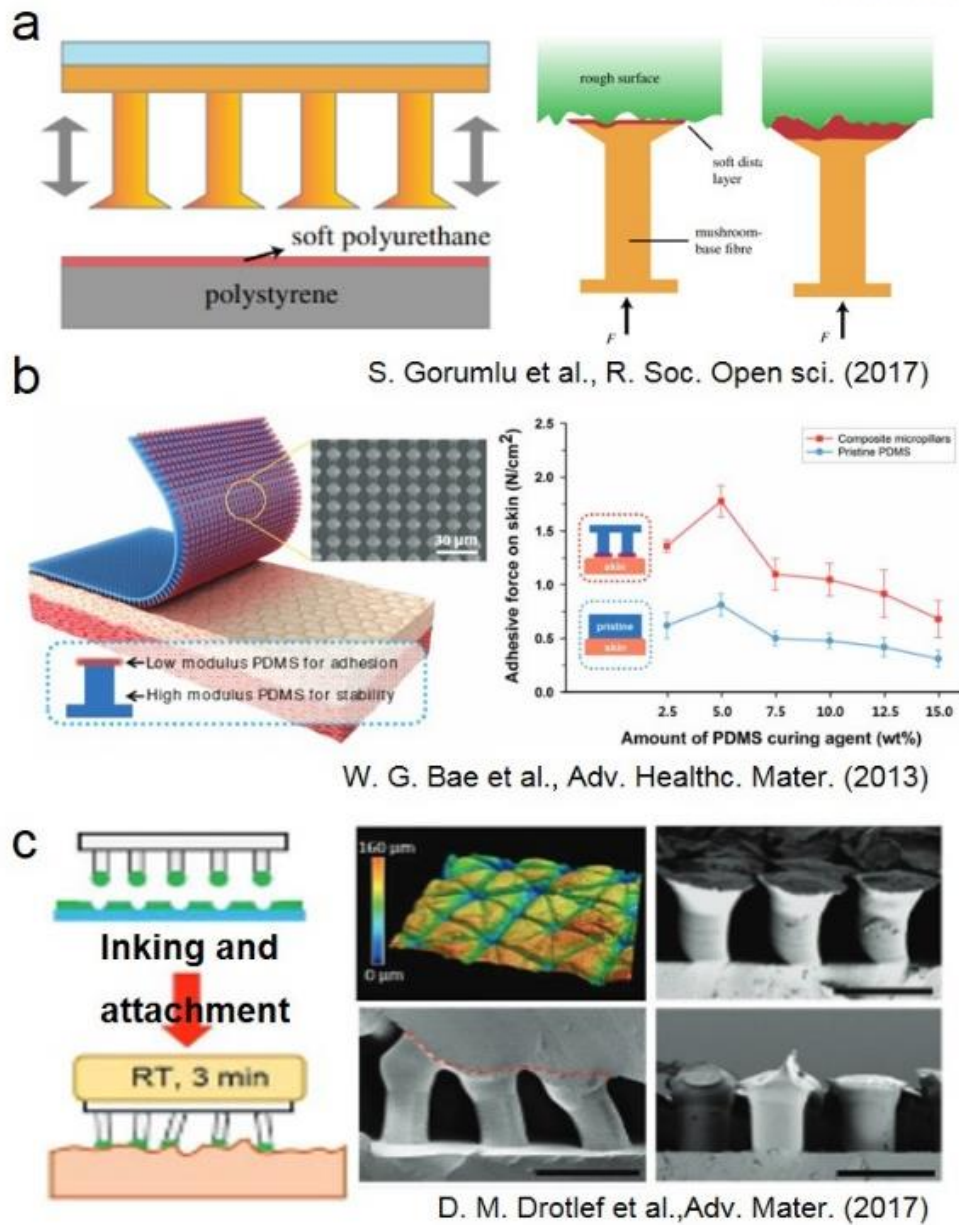 a
rough surface
soft dista
layer
mushroom-
base fibre
soft polyurethane
polystyrene
F
F
S. Gorumlu et al., R. Soc. Open sci. (2017)
b
30 μm
Low modulus PDMS for adhesion
High modulus PDMS for stability
Adhesive force on skin (N/cm²)
2.5
2.0
1.5
1.0
0.5
0.0
Composite micropillars
Pristine PDMS
skin
pristine
skin
2.5 5.0 7.5 10.0 12.5 15.0
Amount of PDMS curing agent (wt%)
W. G. Bae et al., Adv. Healthc. Mater. (2013)
c
Inking and
attachment
RT, 3 min
160 μm
0 μm
D. M. Drotlef et al.,Adv. Mater. (2017)